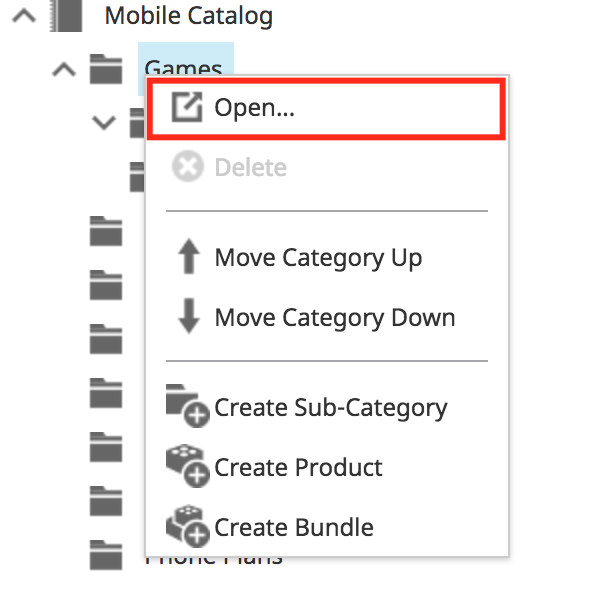 Mobile Catalog
Games
Open...
Delete
Move Category Up
Move Category Down
Create Sub-Category
Create Product
Create Bundle
Phone Plans